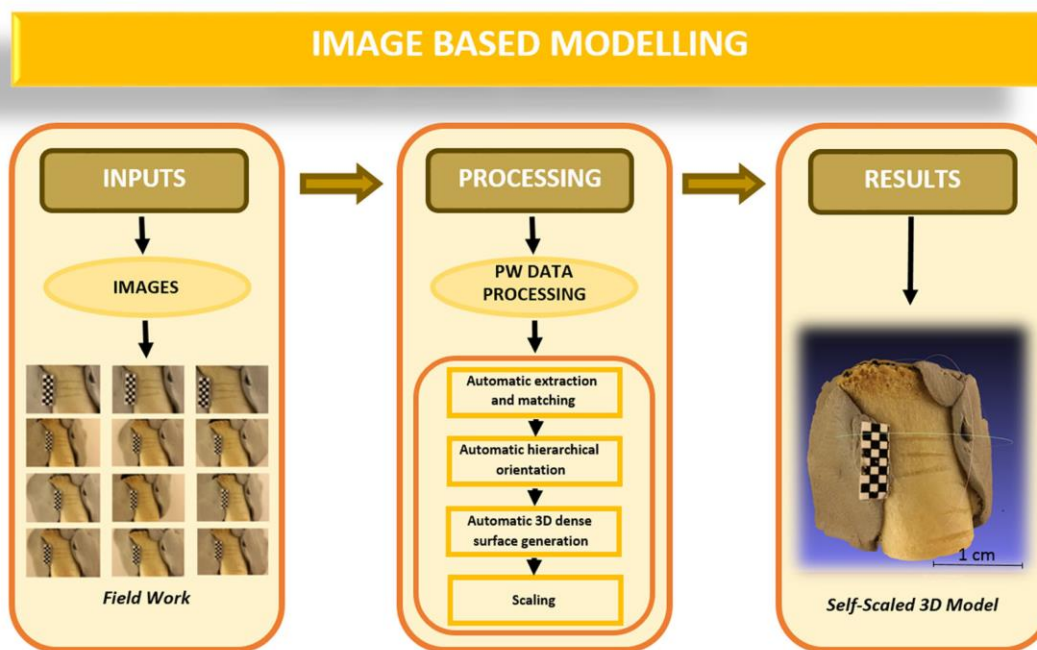 IMAGE BASED MODELLING
INPUTS
IMAGES
Field Work
PROCESSING
PW DATA
PROCESSING
Automatic extraction
and matching
Automatic hierarchical
orientation
Automatic 3D dense
surface generation
Scaling
RESULTS
1 cm
Self-Scaled 3D Model